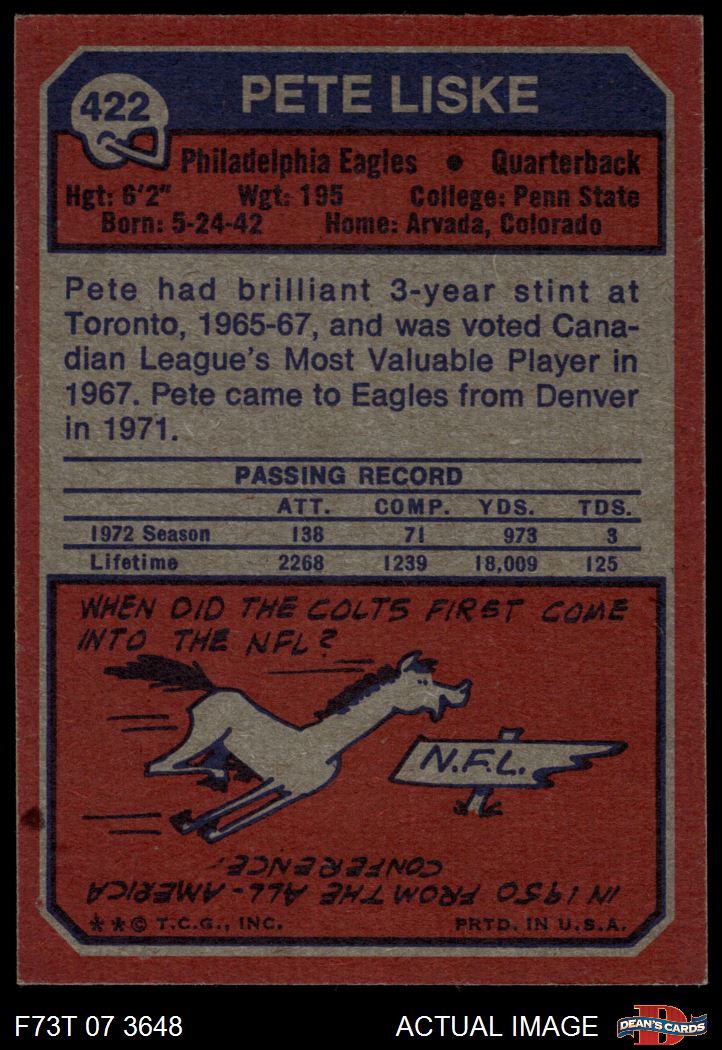 422
PETE LISKE
Philadelphia Eagles • Quarterback
Hgt: 6'2" Wgt: 195 College: Penn State
Born: 5-24-42 Home: Arvada, Colorado
Pete had brilliant 3-year stint at
Toronto, 1965-67, and was voted Cana-
dian League's Most Valuable Player in
1967. Pete came to Eagles from Denver
in 1971.
PASSING RECORD
ATT. COMP. YDS. TDS.
1972 Season 138 71 973 3
Lifetime 2268 1239 18,009 125
WHEN DID THE COLTS FIRST COME
INTO THE NFL?
N.F.L.
IN 1950 FROM THE ALL-AMERICA
CONFERENCE.
**© T.C.G., INC. PRTD. IN U.S.A.
F73T 07 3648 ACTUAL IMAGE
D
DEAN'S CARDS